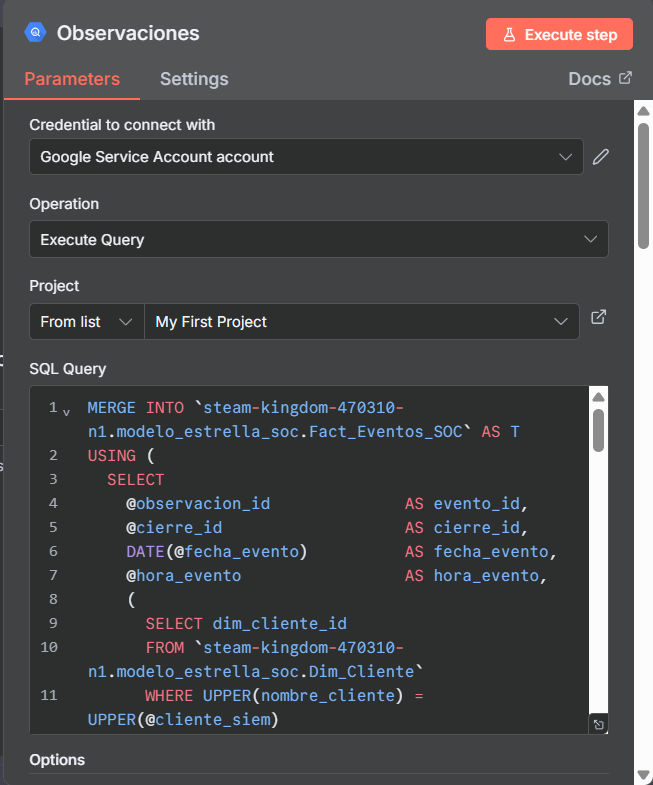 Observaciones
Execute step
Parameters Settings Docs
Credential to connect with
Google Service Account account
Operation
Execute Query
Project
From list My First Project
SQL Query
1 MERGE INTO `steam-kingdom-470310-
n1.modelo_estrella_soc.Fact_Eventos_SOC` AS T
2 USING (
3 SELECT
4 @observacion_id AS evento_id,
5 @cierre_id AS cierre_id,
6 DATE(@fecha_evento) AS fecha_evento,
7 @hora_evento AS hora_evento,
8 (
9 SELECT dim_cliente_id
10 FROM `steam-kingdom-470310-
n1.modelo_estrella_soc.Dim_Cliente`
11 WHERE UPPER(nombre_cliente) =
UPPER(@cliente_siem)
Options